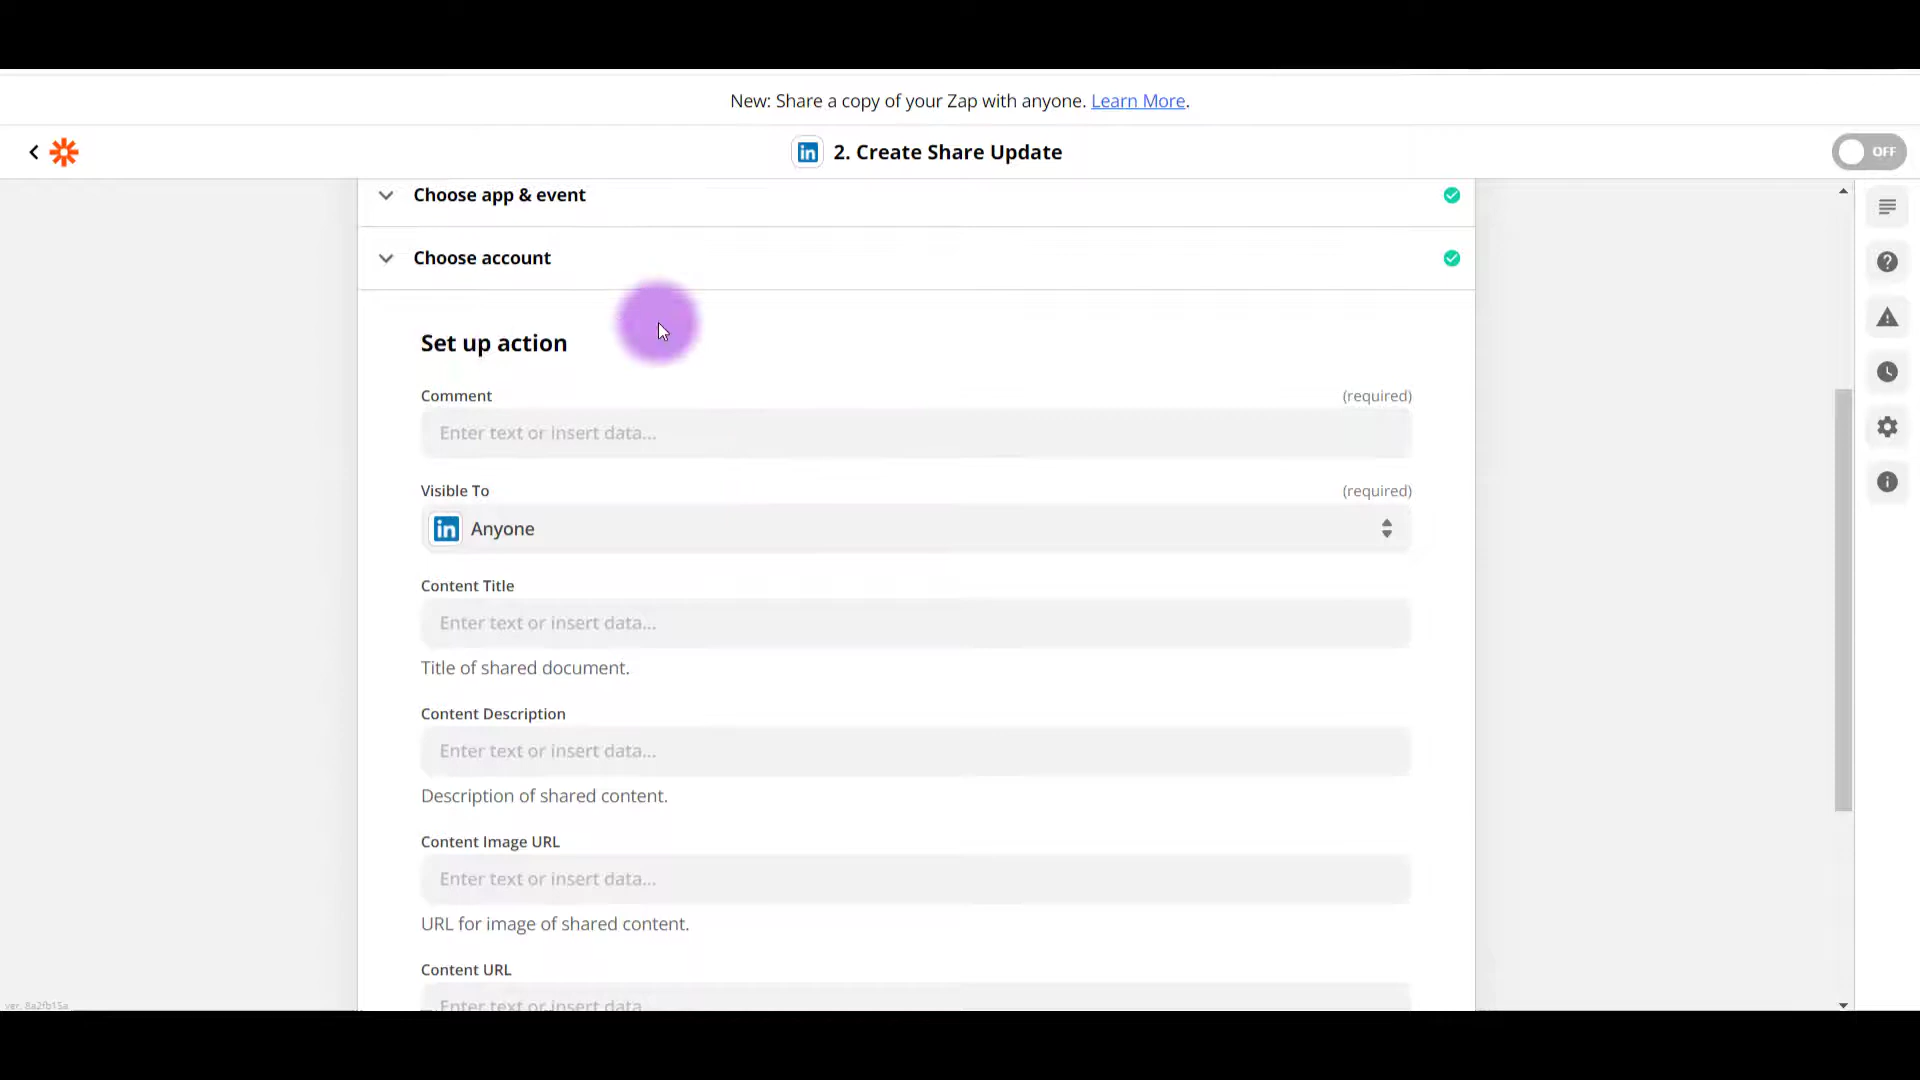 New: Share a copy of your Zap with anyone. Learn More.
in 2. Create Share Update
OFF
Choose app & event
Choose account
Set up action
Comment (required)
Enter text or insert data...
Visible To (required)
in Anyone
Content Title
Enter text or insert data...
Title of shared document.
Content Description
Enter text or insert data...
Description of shared content.
Content Image URL
Enter text or insert data...
URL for image of shared content.
Content URL
Enter text or insert data...
ver. 8a2fb15a